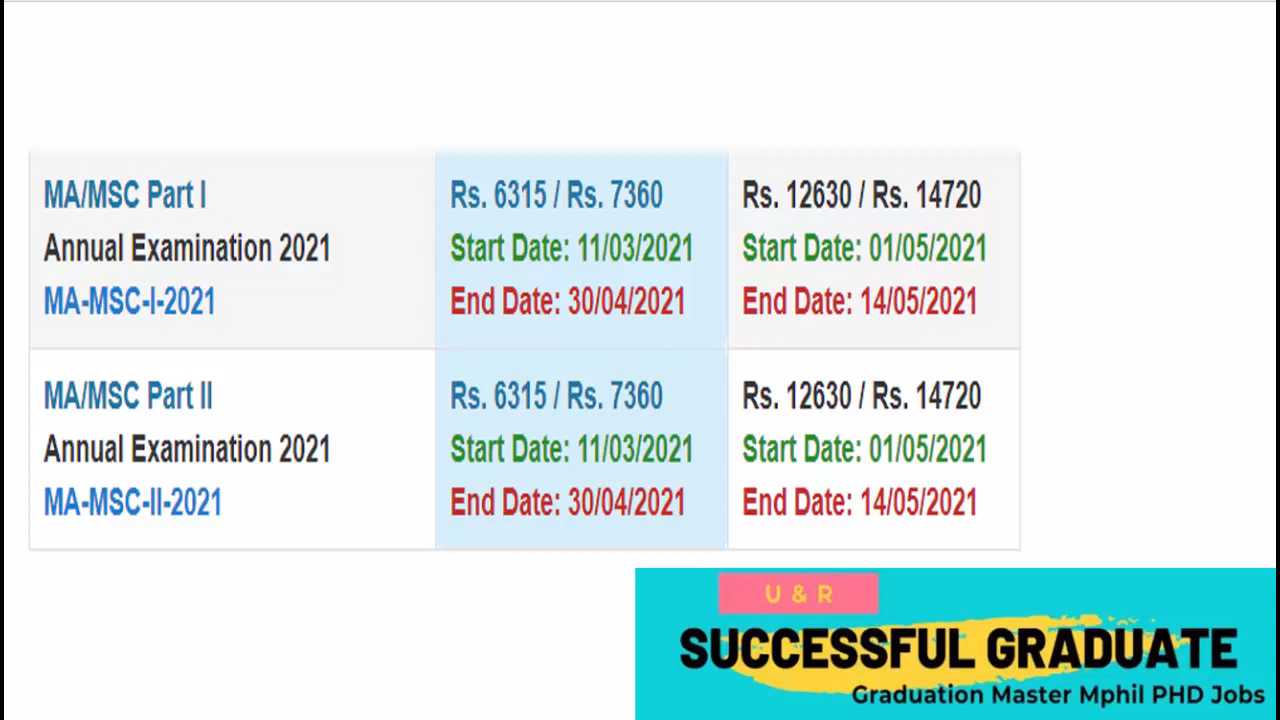 MA/MSC Part I
Annual Examination 2021
MA-MSC-I-2021
Rs. 6315 / Rs. 7360
Start Date: 11/03/2021
End Date: 30/04/2021
Rs. 12630 / Rs. 14720
Start Date: 01/05/2021
End Date: 14/05/2021
MA/MSC Part II
Annual Examination 2021
MA-MSC-II-2021
Rs. 6315 / Rs. 7360
Start Date: 11/03/2021
End Date: 30/04/2021
Rs. 12630 / Rs. 14720
Start Date: 01/05/2021
End Date: 14/05/2021
U & R
SUCCESSFUL GRADUATE
Graduation Master Mphil PHD Jobs